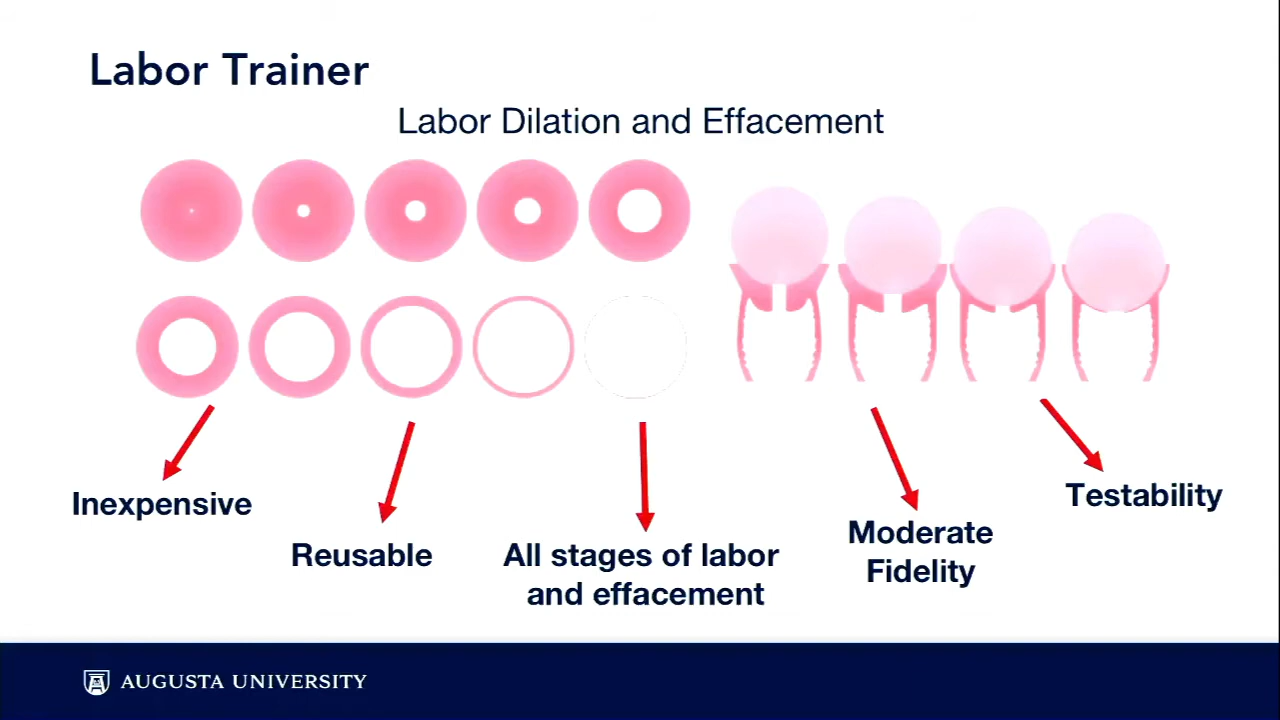 Labor Trainer
Labor Dilation and Effacement
Inexpensive
Reusable
All stages of labor
and effacement
Moderate
Fidelity
Testability
AUGUSTA UNIVERSITY